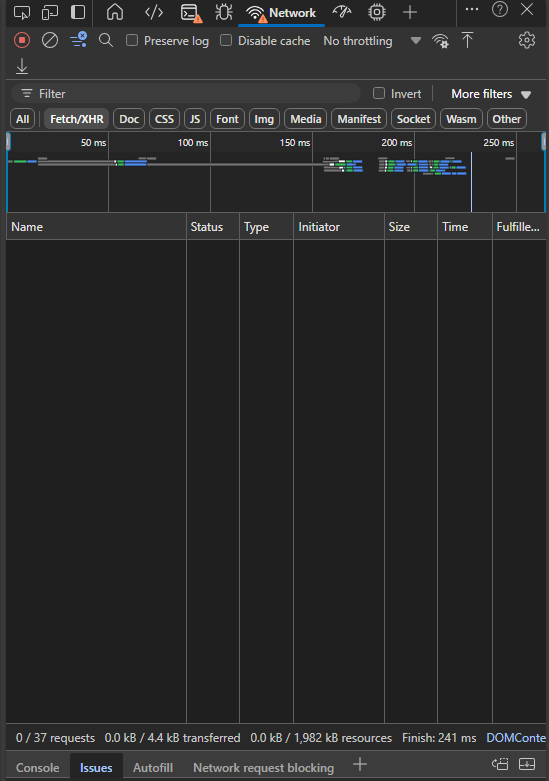 Network
Preserve log Disable cache No throttling
Filter Invert More filters
All Fetch/XHR Doc CSS JS Font Img Media Manifest Socket Wasm Other
50 ms 100 ms 150 ms 200 ms 250 ms
Name Status Type Initiator Size Time Fulfille...
0 / 37 requests 0.0 kB / 4.4 kB transferred 0.0 kB / 1,982 kB resources Finish: 241 ms DOMConte
Console Issues Autofill Network request blocking